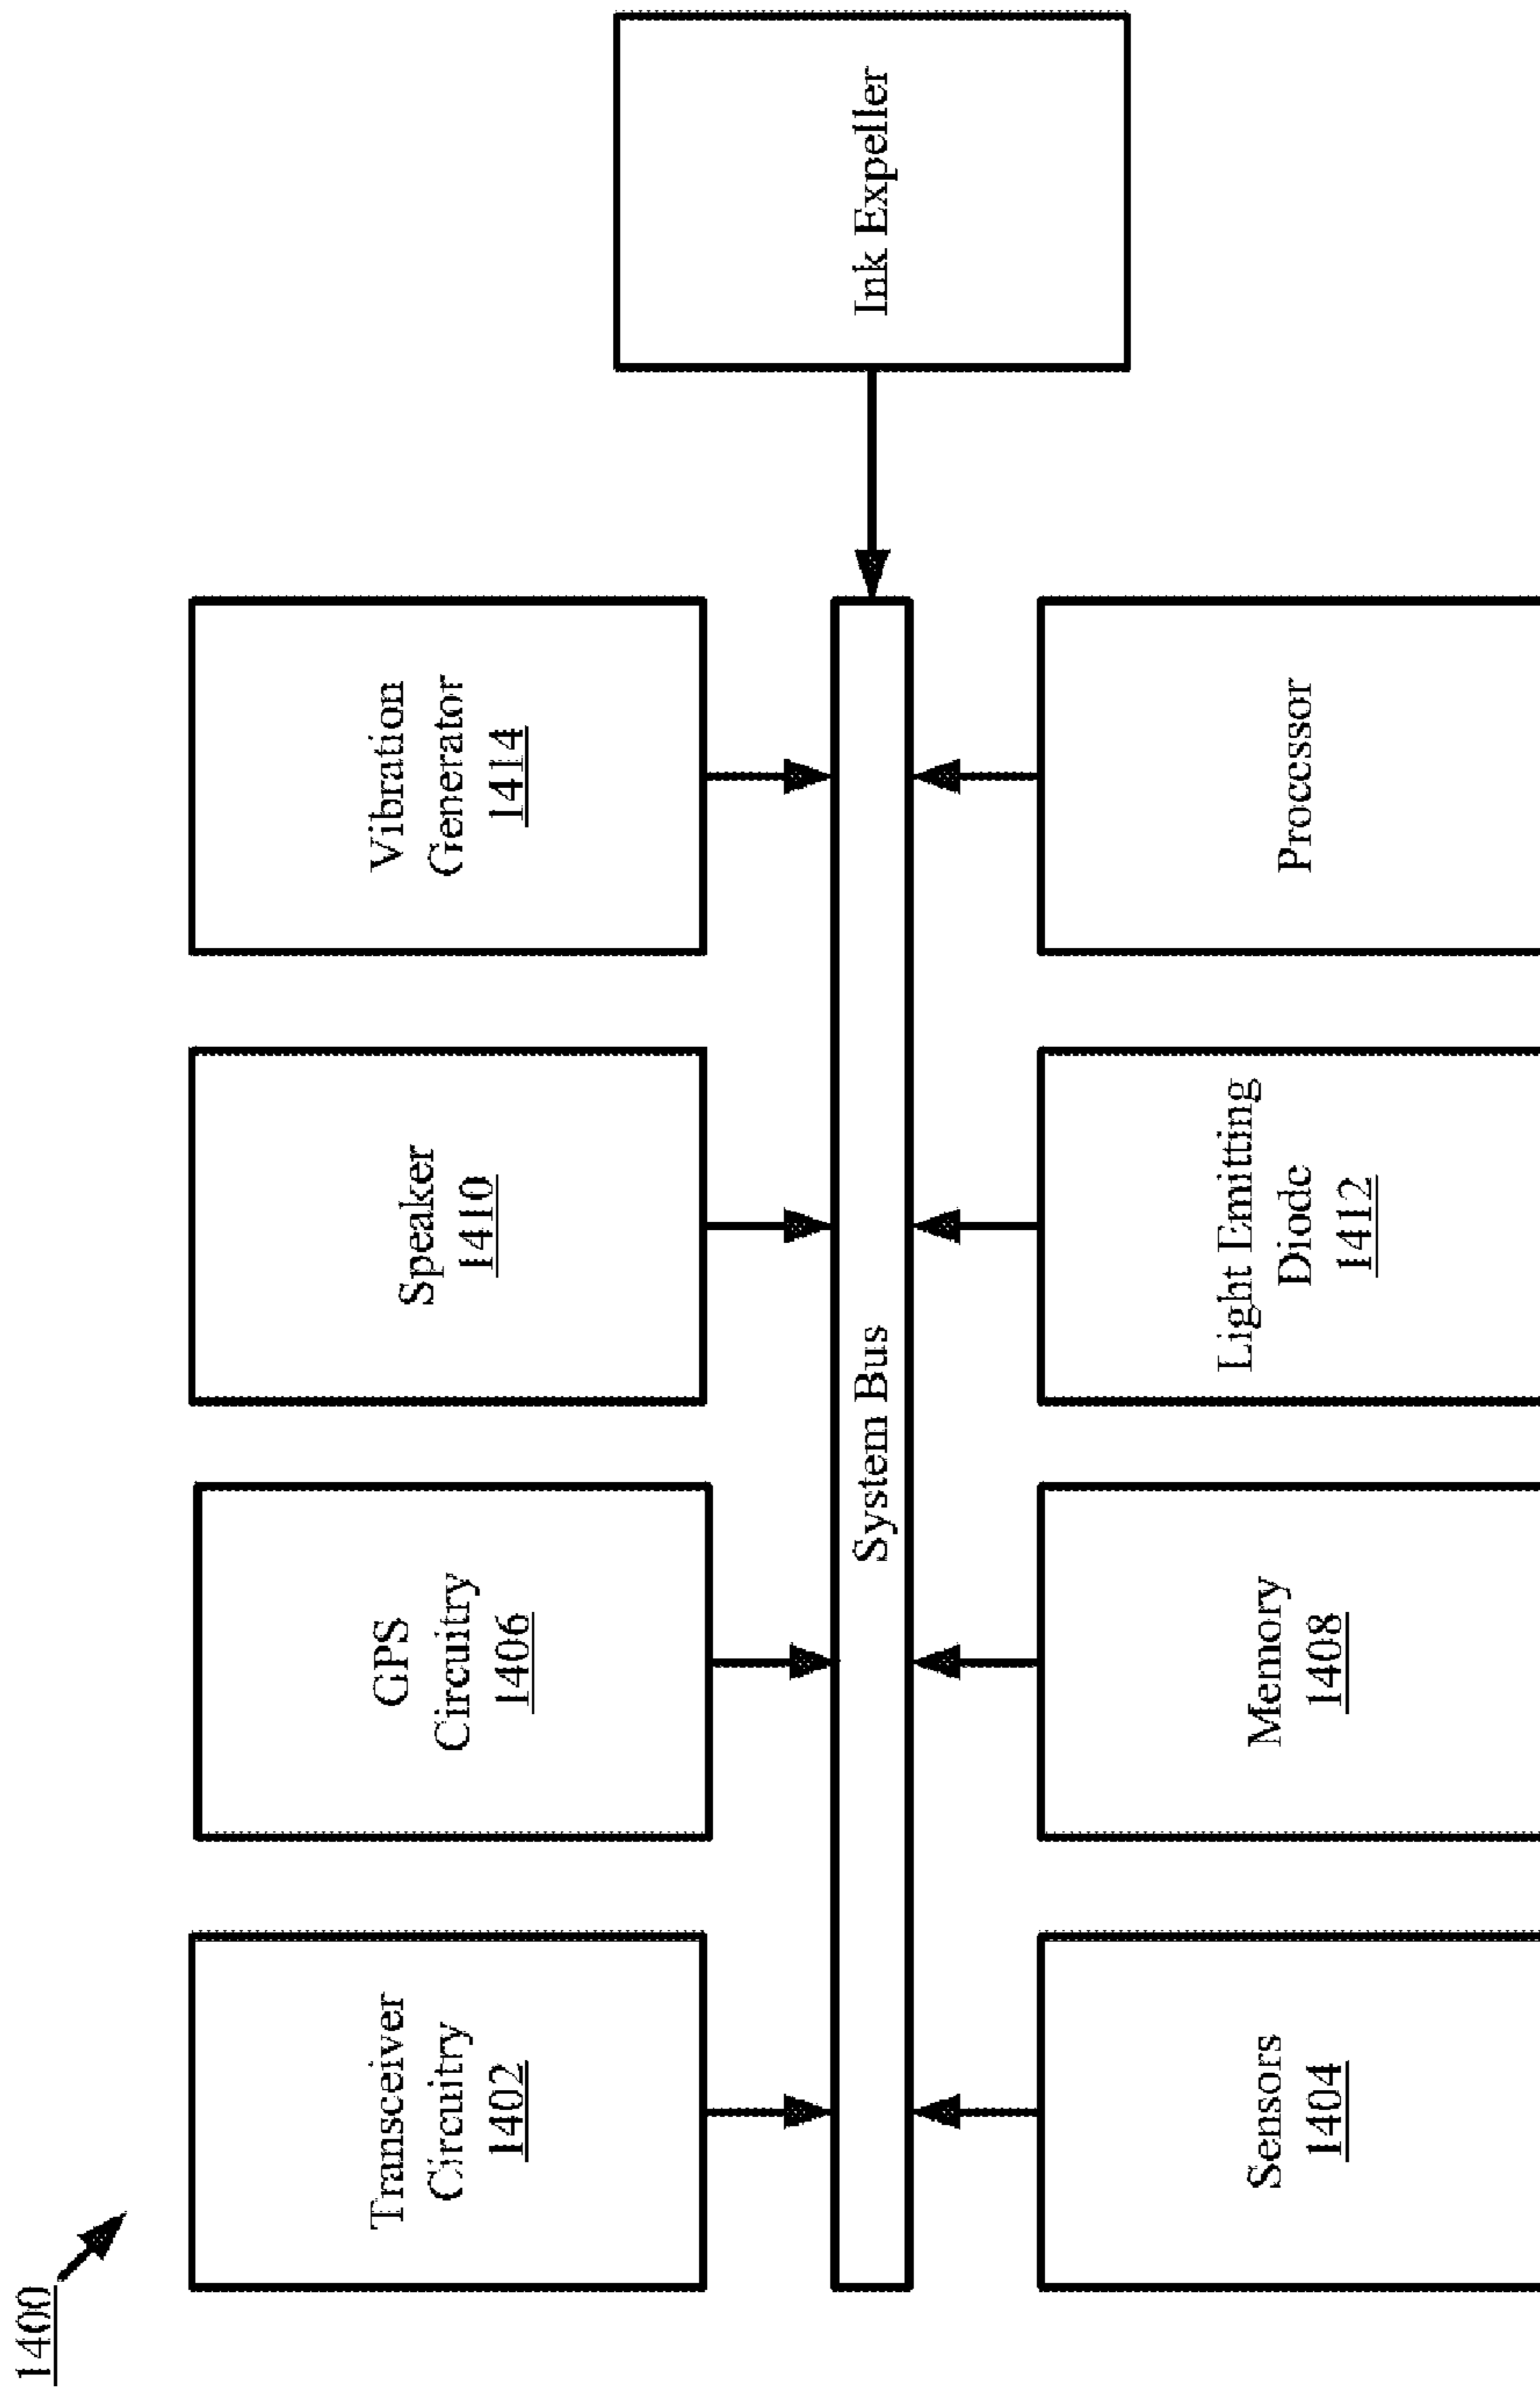 1400
Transceiver
Circuitry
1402
GPS
Circuitry
1406
Speaker
1410
Vibration
Generator
1414
System Bus
Ink Expeller
Sensors
1404
Memory
1408
Light Emitting
Diode
1412
Processor